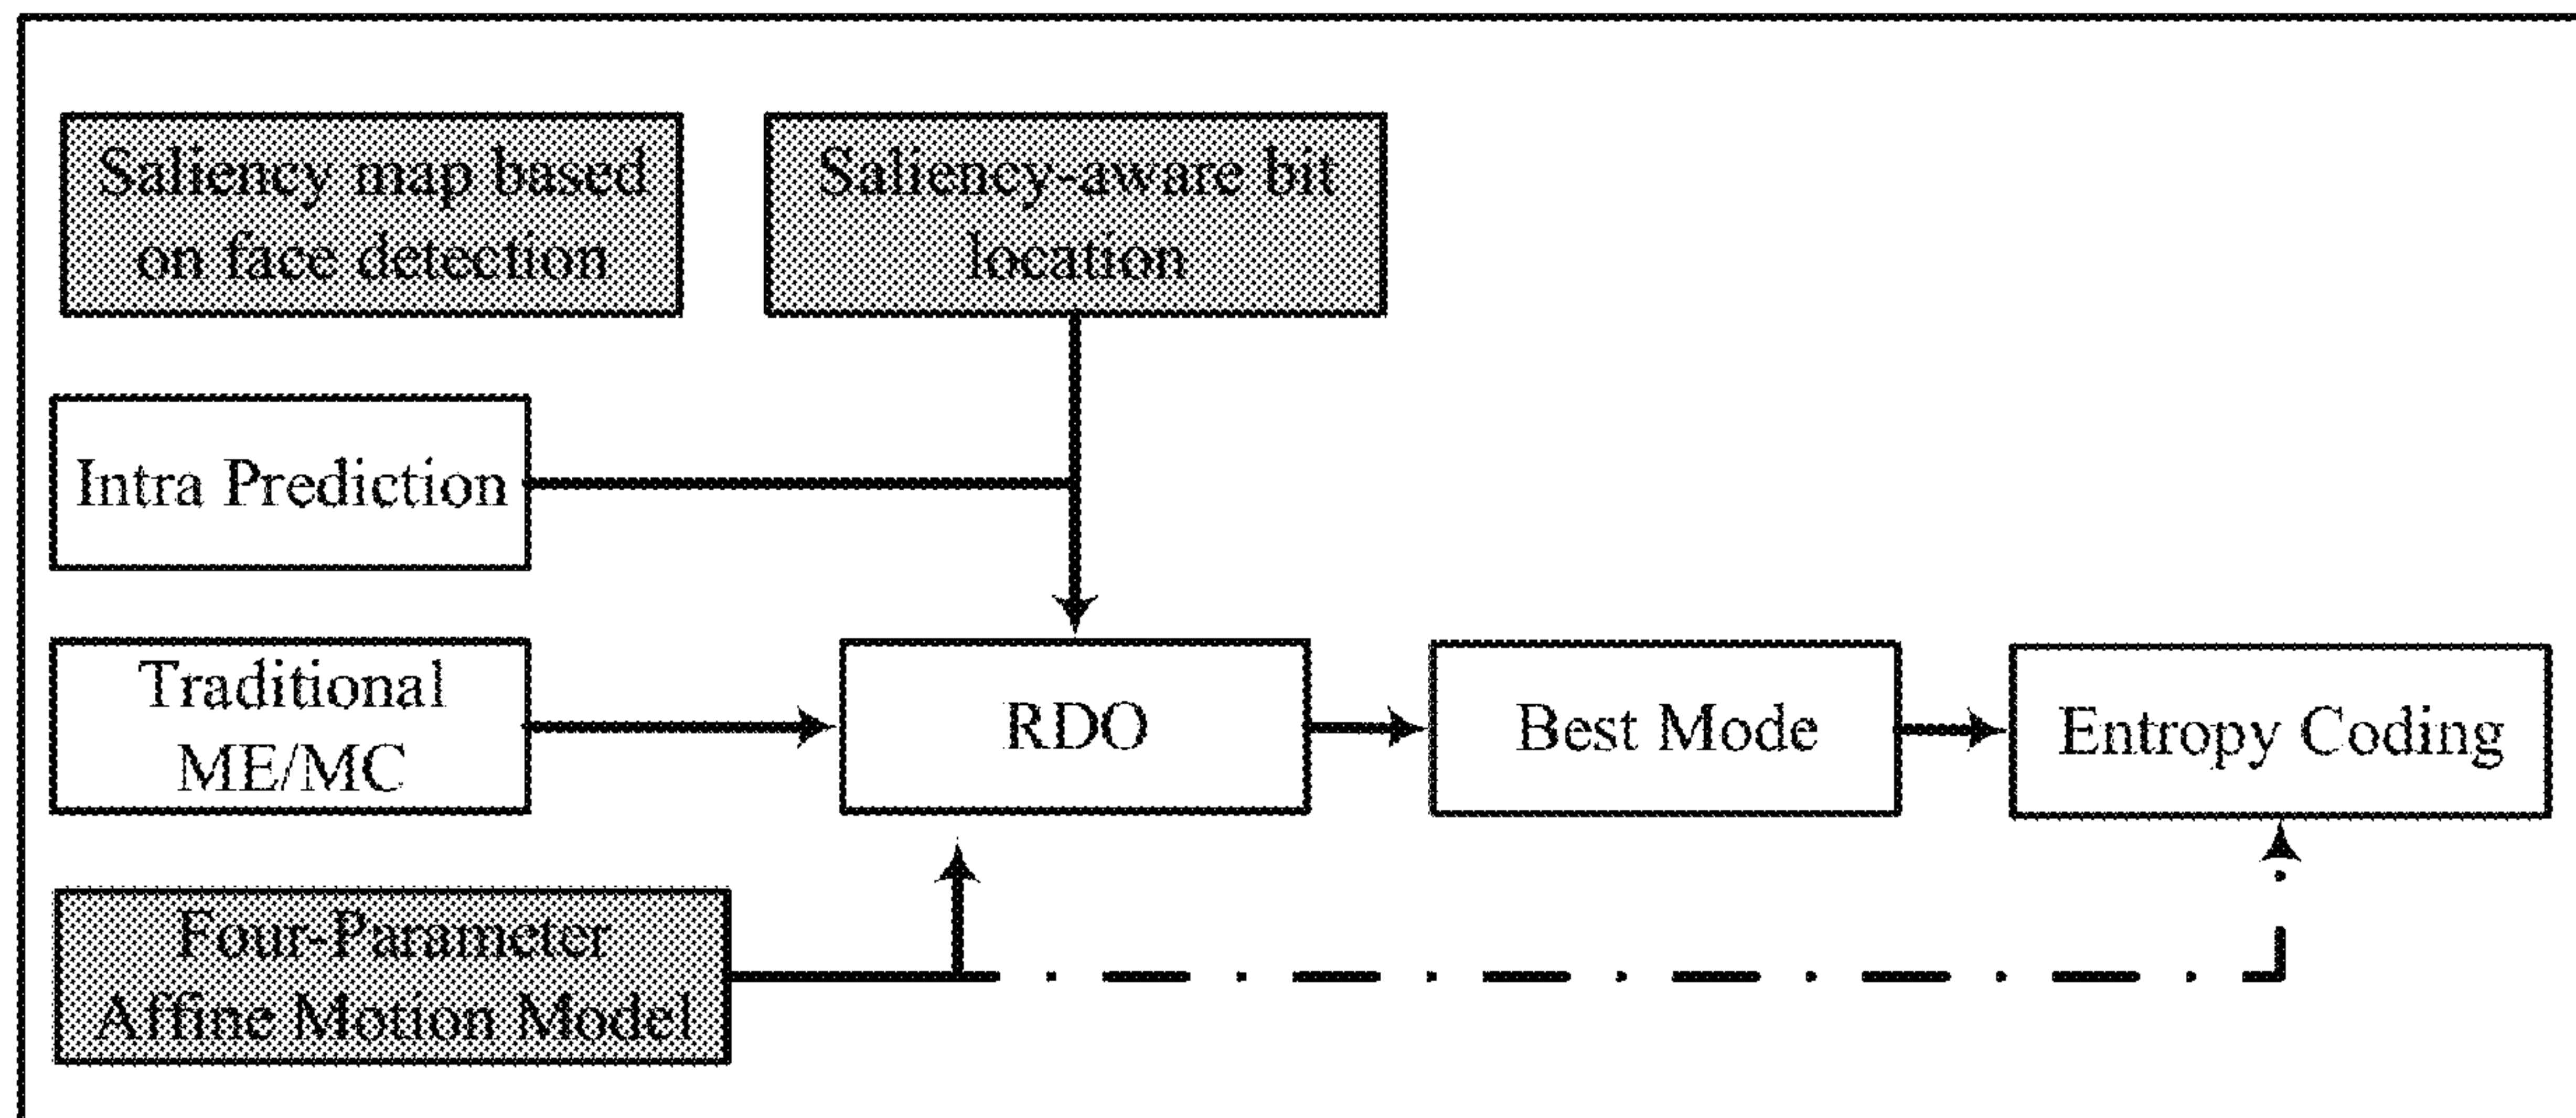 Saliency map based
on face detection
Saliency-aware bit
location
Intra Prediction
Traditional
ME/MC
RDO
Best Mode
Entropy Coding
Four-Parameter
Affine Motion Model